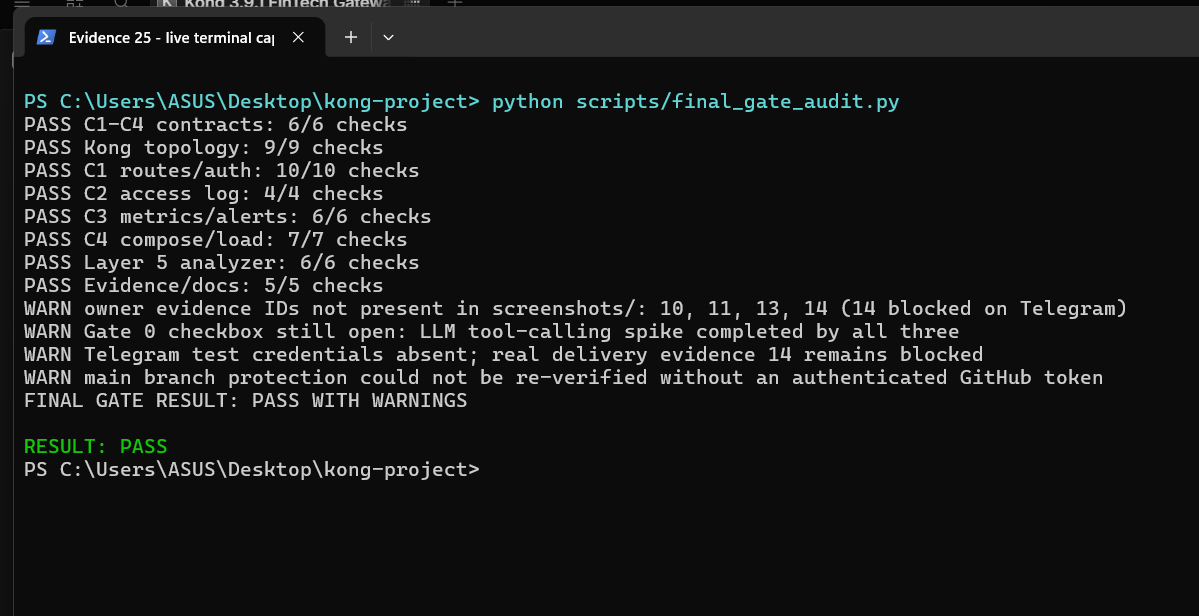 Kong 3.9.1 FinTech Gatewa
Evidence 25 - live terminal cap
PS C:\Users\ASUS\Desktop\kong-project> python scripts/final_gate_audit.py
PASS C1-C4 contracts: 6/6 checks
PASS Kong topology: 9/9 checks
PASS C1 routes/auth: 10/10 checks
PASS C2 access log: 4/4 checks
PASS C3 metrics/alerts: 6/6 checks
PASS C4 compose/load: 7/7 checks
PASS Layer 5 analyzer: 6/6 checks
PASS Evidence/docs: 5/5 checks
WARN owner evidence IDs not present in screenshots/: 10, 11, 13, 14 (14 blocked on Telegram)
WARN Gate 0 checkbox still open: LLM tool-calling spike completed by all three
WARN Telegram test credentials absent; real delivery evidence 14 remains blocked
WARN main branch protection could not be re-verified without an authenticated GitHub token
FINAL GATE RESULT: PASS WITH WARNINGS
RESULT: PASS
PS C:\Users\ASUS\Desktop\kong-project>